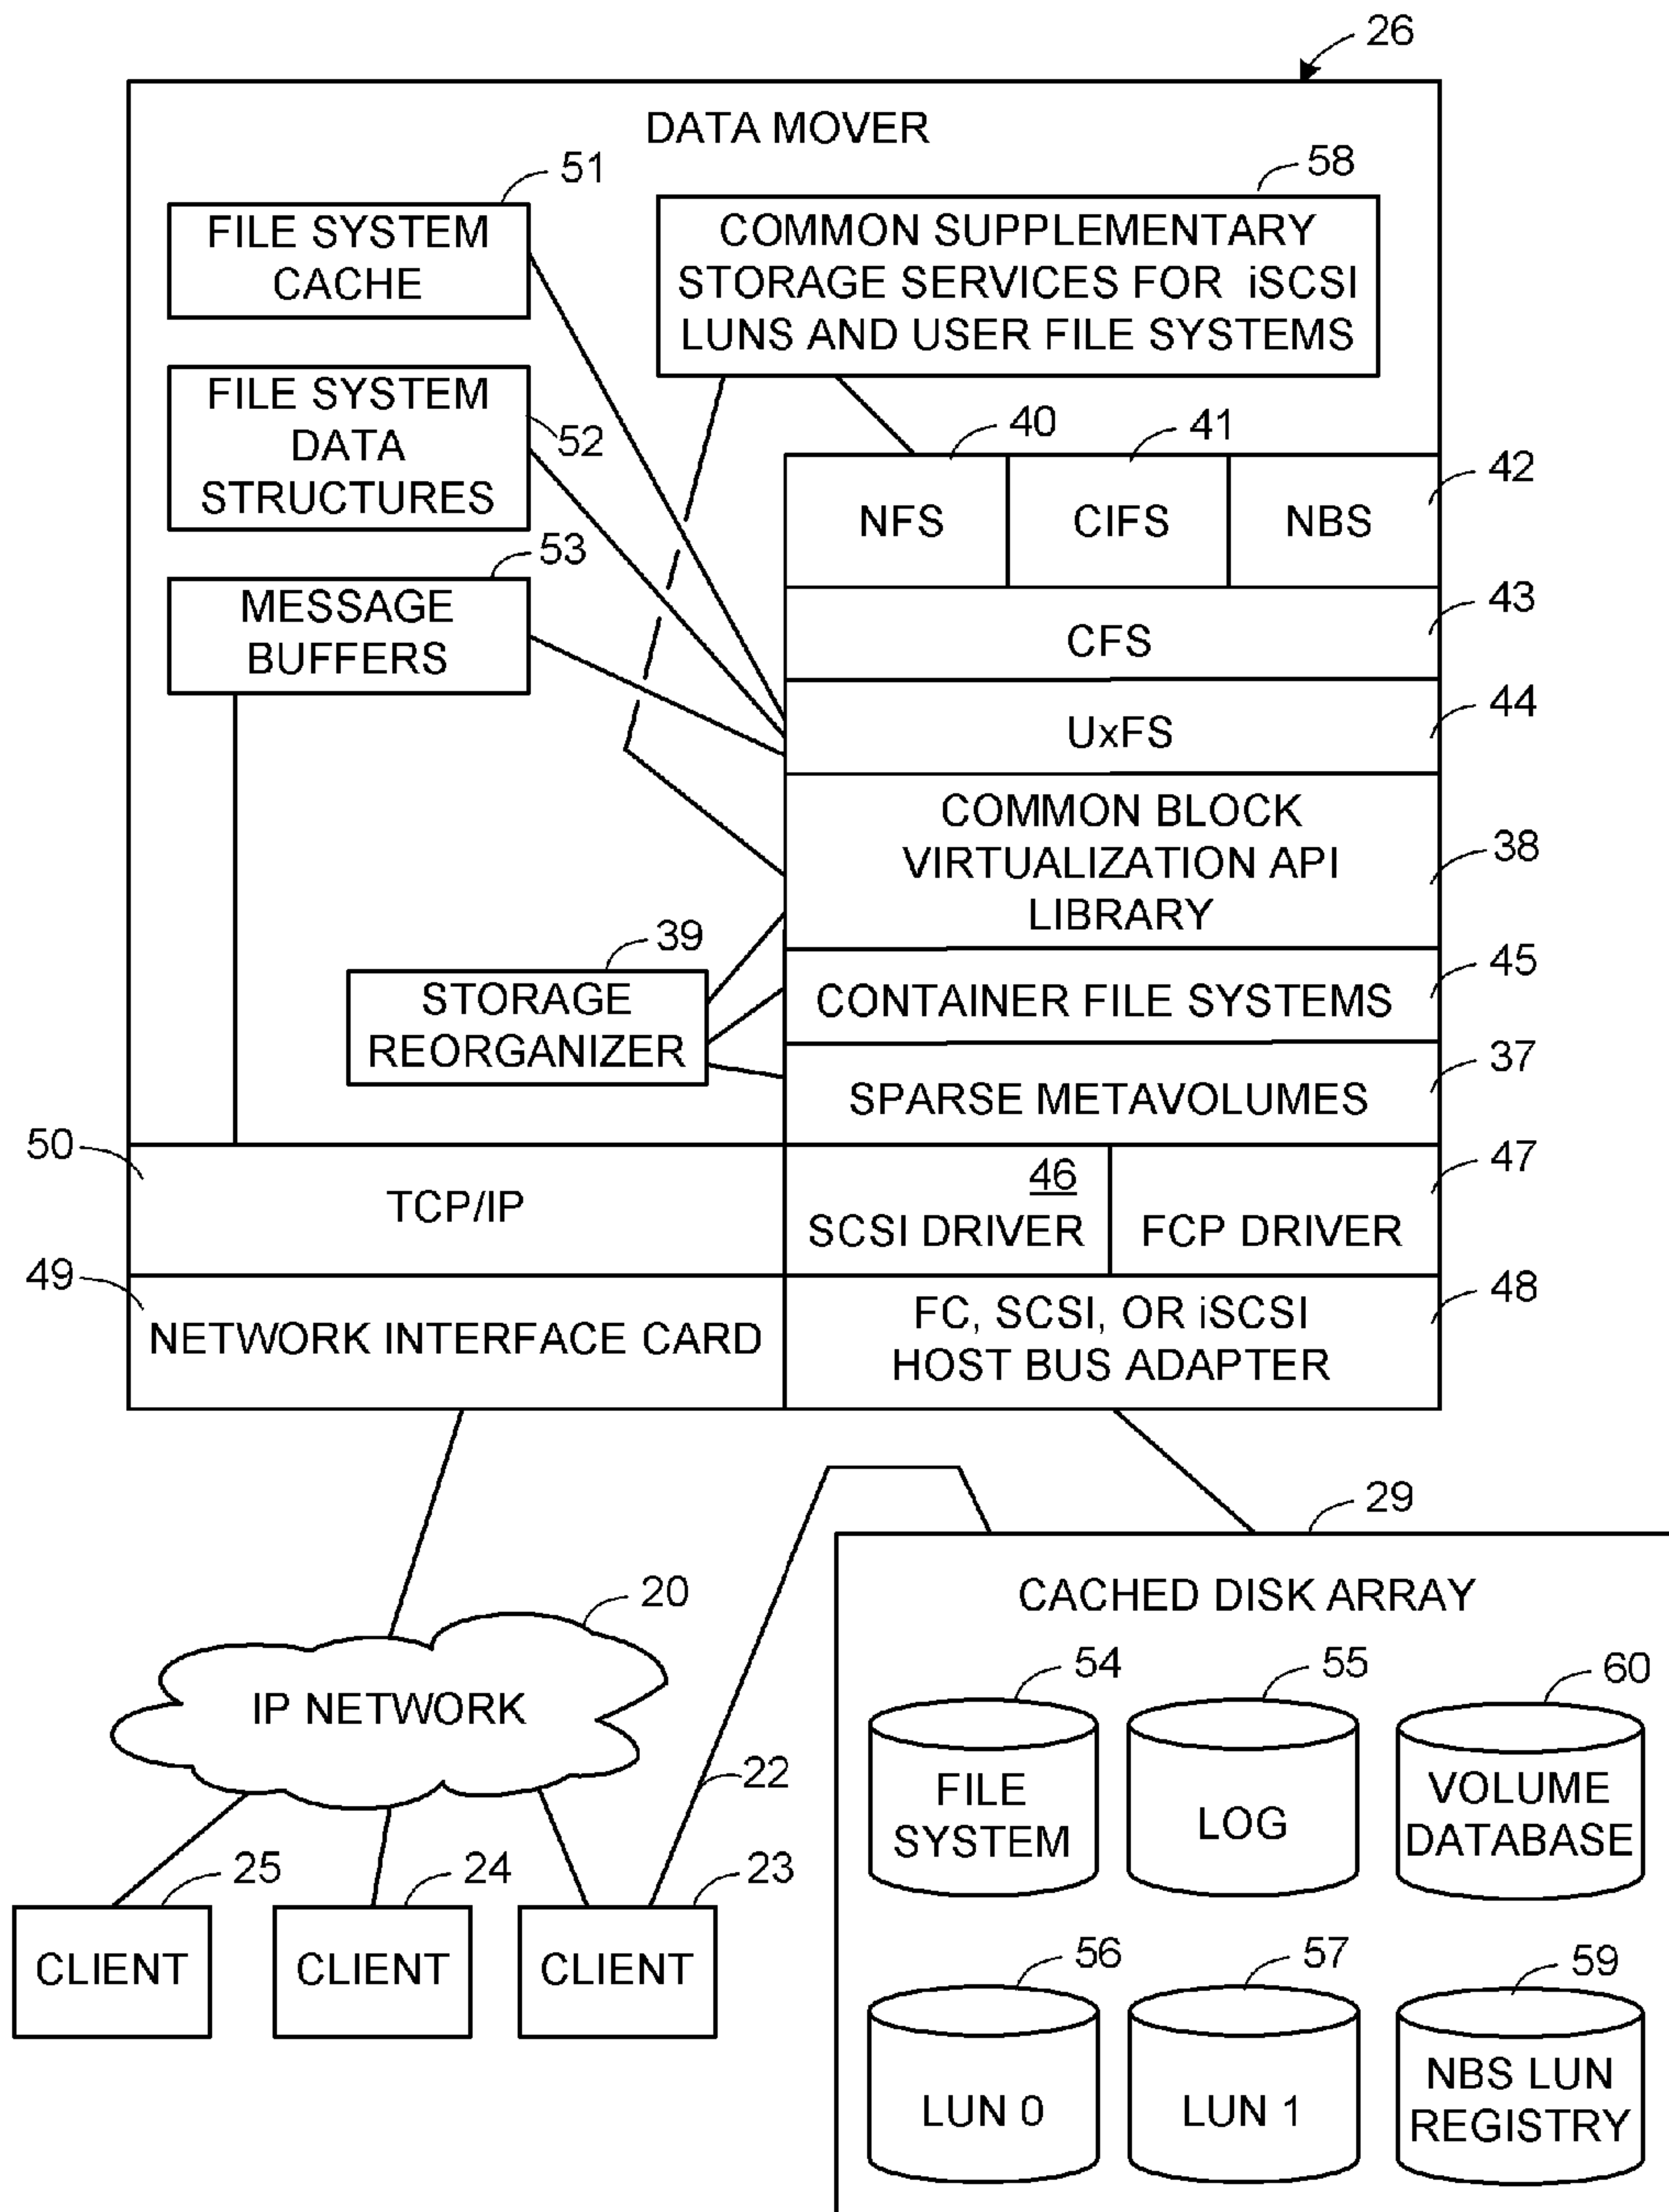 26
DATA MOVER
51
58
FILE SYSTEM
CACHE
COMMON SUPPLEMENTARY
STORAGE SERVICES FOR iSCSI
LUNS AND USER FILE SYSTEMS
FILE SYSTEM
DATA
STRUCTURES
52
40
41
42
NFS
CIFS
NBS
53
MESSAGE
BUFFERS
43
CFS
44
UxFS
COMMON BLOCK
VIRTUALIZATION API
LIBRARY
38
39
STORAGE
REORGANIZER
45
CONTAINER FILE SYSTEMS
37
SPARSE METAVOLUMES
50
TCP/IP
46
SCSI DRIVER
47
FCP DRIVER
49
NETWORK INTERFACE CARD
48
FC, SCSI, OR iSCSI
HOST BUS ADAPTER
29
CACHED DISK ARRAY
20
IP NETWORK
22
54
55
60
FILE
SYSTEM
LOG
VOLUME
DATABASE
25
24
23
CLIENT
CLIENT
CLIENT
56
57
59
LUN 0
LUN 1
NBS LUN
REGISTRY